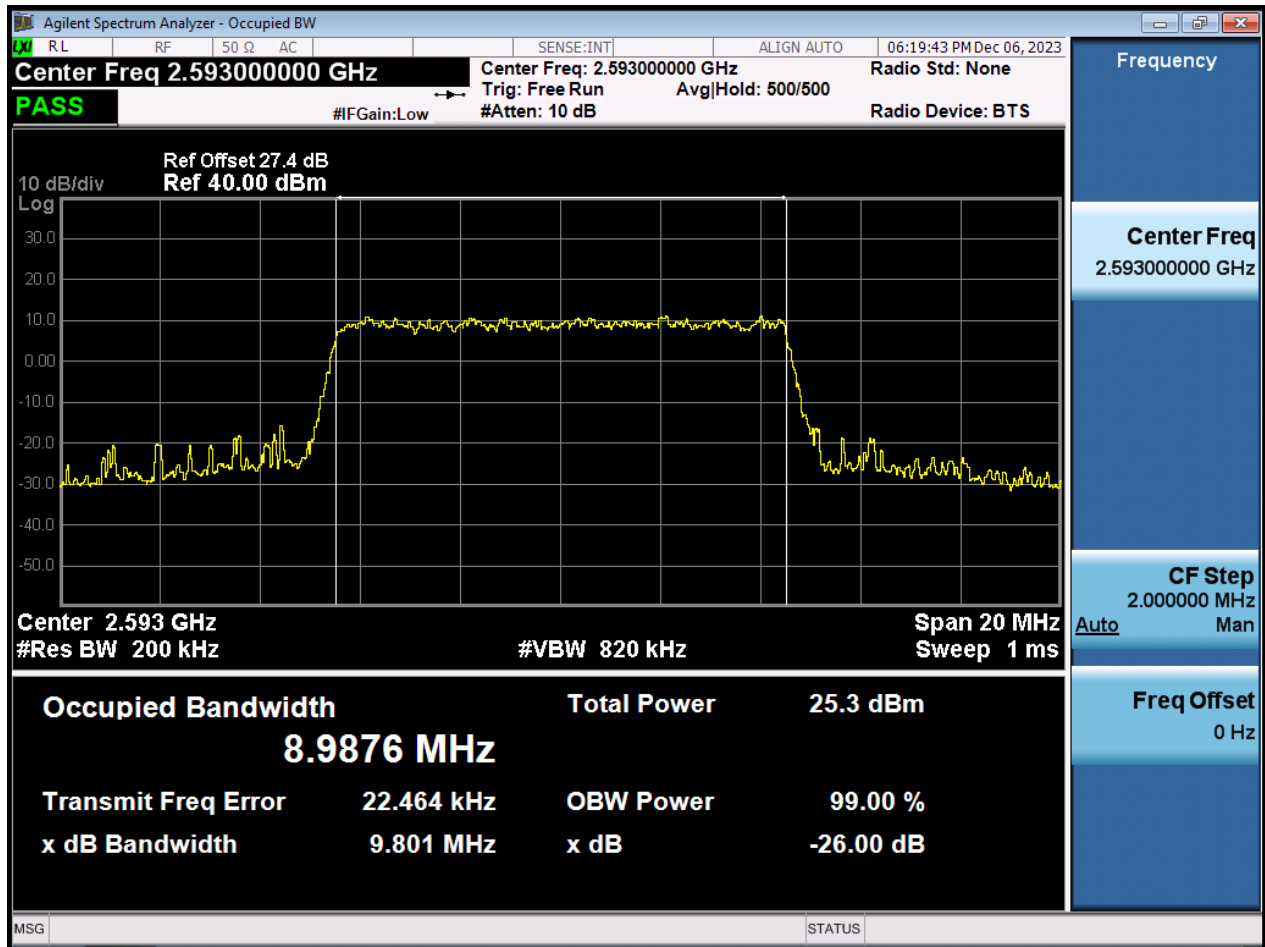 Agilent Spectrum Analyzer - Occupied BW
LXI RL RF 50 Ω AC SENSE:INT ALIGN AUTO 06:19:43 PM Dec 06, 2023
Center Freq 2.593000000 GHz
Center Freq: 2.593000000 GHz Radio Std: None
Trig: Free Run Avg|Hold: 500/500
PASS
#IFGain:Low #Atten: 10 dB Radio Device: BTS
Ref Offset 27.4 dB
10 dB/div Ref 40.00 dBm
Log
30.0
20.0
10.0
0.00
-10.0
-20.0
-30.0
-40.0
-50.0
Center 2.593 GHz Span 20 MHz
#Res BW 200 kHz #VBW 820 kHz Sweep 1 ms
Occupied Bandwidth Total Power 25.3 dBm
8.9876 MHz
Transmit Freq Error 22.464 kHz OBW Power 99.00 %
x dB Bandwidth 9.801 MHz x dB -26.00 dB
MSG STATUS
Frequency
Center Freq
2.593000000 GHz
CF Step
2.000000 MHz
Auto Man
Freq Offset
0 Hz